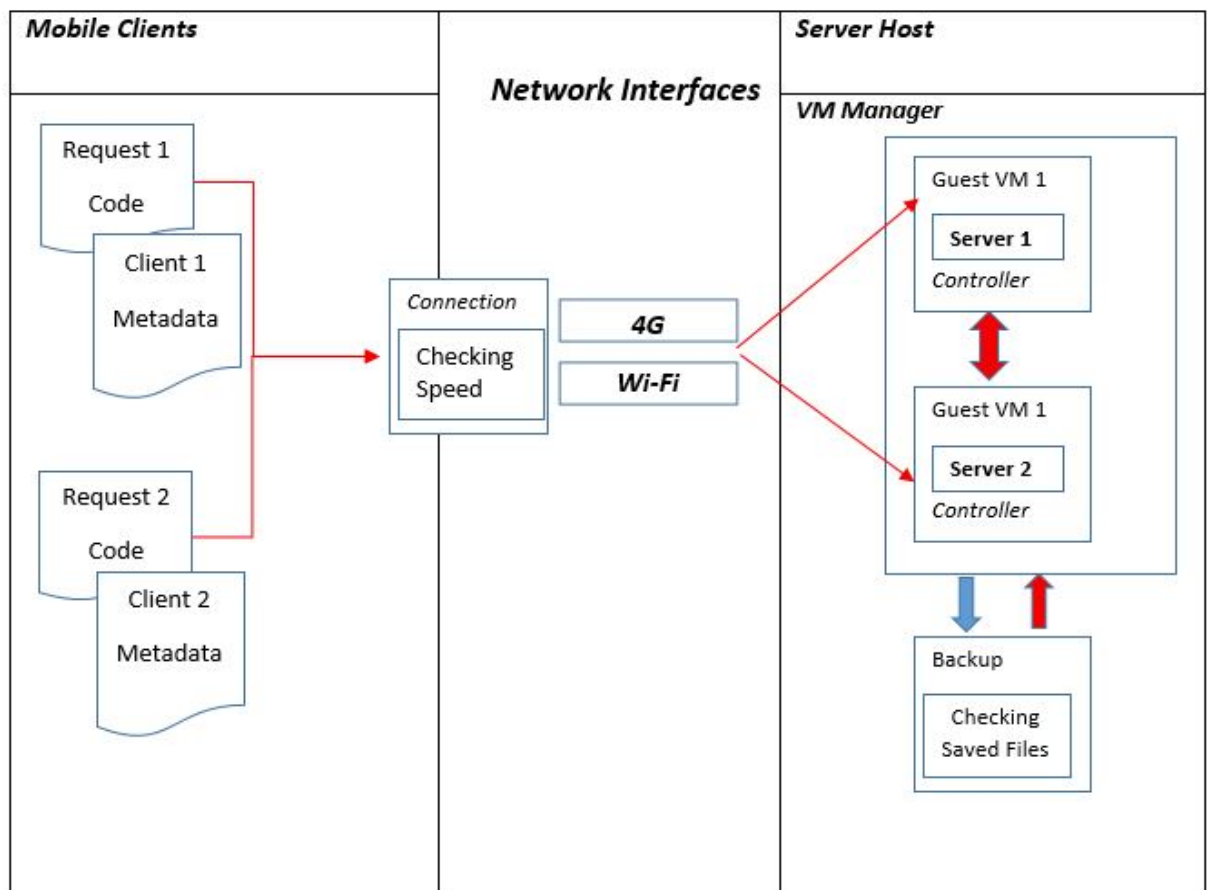 Mobile Clients
Server Host
Network Interfaces
VM Manager
Request 1
Code
Client 1
Metadata
Request 2
Code
Client 2
Metadata
Connection
Checking
Speed
4G
Wi-Fi
Guest VM 1
Server 1
Controller
Guest VM 1
Server 2
Controller
Backup
Checking
Saved Files